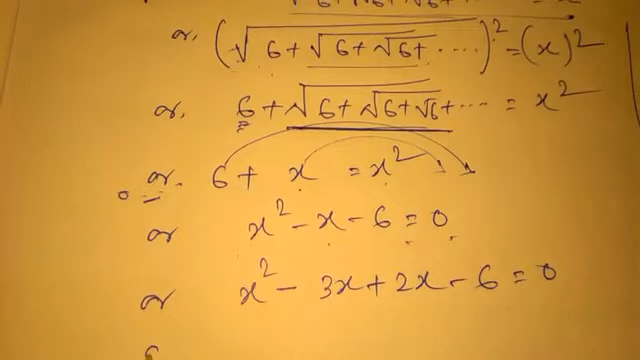 or, (√6+√6+√6+ ....)² = (x)²
or, 6+√6+√6+√6+... = x²
or. 6+ x = x²
or x² - x - 6 = 0
or x² - 3x + 2x - 6 = 0